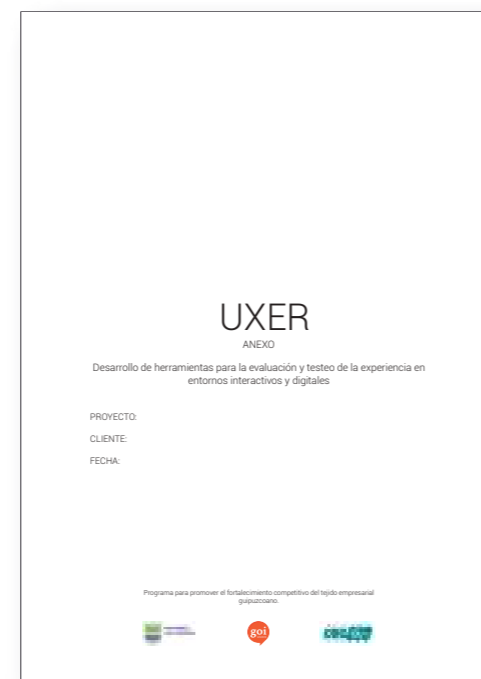 UXER
ANEXO
Desarrollo de herramientas para la evaluación y testeo de la experiencia en
entornos interactivos y digitales
PROYECTO:
CLIENTE:
FECHA:
Programa para promover el fortalecimiento competitivo del tejido empresarial
guipuzcoano.
goi